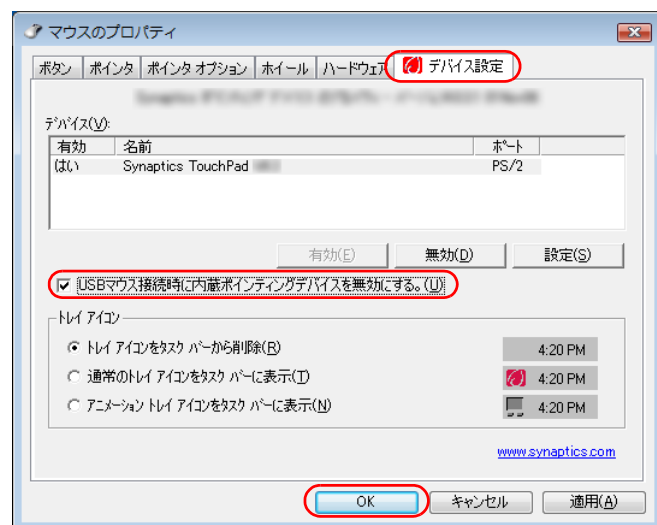 マウスのプロパティ
ボタン ポインタ ポインタ オプション ホイール ハードウェア デバイス設定
デバイス(V):
有効 名前 ポート
はい Synaptics TouchPad PS/2
有効(E) 無効(D) 設定(S)
USBマウス接続時に内蔵ポインティングデバイスを無効にする。(U)
トレイ アイコン
トレイ アイコンをタスク バーから削除(R) 4:20 PM
通常のトレイ アイコンをタスク バーに表示(T) 4:20 PM
アニメーション トレイ アイコンをタスク バーに表示(N) 4:20 PM
www.synaptics.com
OK キャンセル 適用(A)